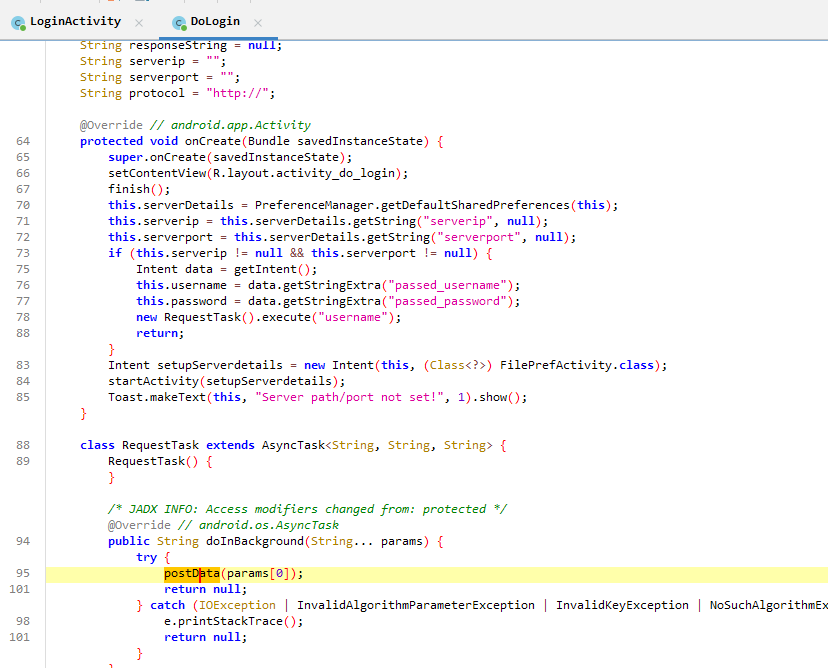 LoginActivity × DoLogin ×
String responseString = null;
String serverip = "";
String serverport = "";
String protocol = "http://";
@Override // android.app.Activity
64 protected void onCreate(Bundle savedInstanceState) {
65 super.onCreate(savedInstanceState);
66 setContentView(R.layout.activity_do_login);
67 finish();
70 this.serverDetails = PreferenceManager.getDefaultSharedPreferences(this);
71 this.serverip = this.serverDetails.getString("serverip", null);
72 this.serverport = this.serverDetails.getString("serverport", null);
73 if (this.serverip != null && this.serverport != null) {
75 Intent data = getIntent();
76 this.username = data.getStringExtra("passed_username");
77 this.password = data.getStringExtra("passed_password");
78 new RequestTask().execute("username");
88 return;
}
83 Intent setupServerdetails = new Intent(this, (Class<?>) FilePrefActivity.class);
84 startActivity(setupServerdetails);
85 Toast.makeText(this, "Server path/port not set!", 1).show();
}
88 class RequestTask extends AsyncTask<String, String, String> {
89 RequestTask() {
}
/* JADX INFO: Access modifiers changed from: protected */
@Override // android.os.AsyncTask
94 public String doInBackground(String... params) {
try {
95 postData(params[0]);
101 return null;
} catch (IOException | InvalidAlgorithmParameterException | InvalidKeyException | NoSuchAlgorithmEx
98 e.printStackTrace();
101 return null;
}